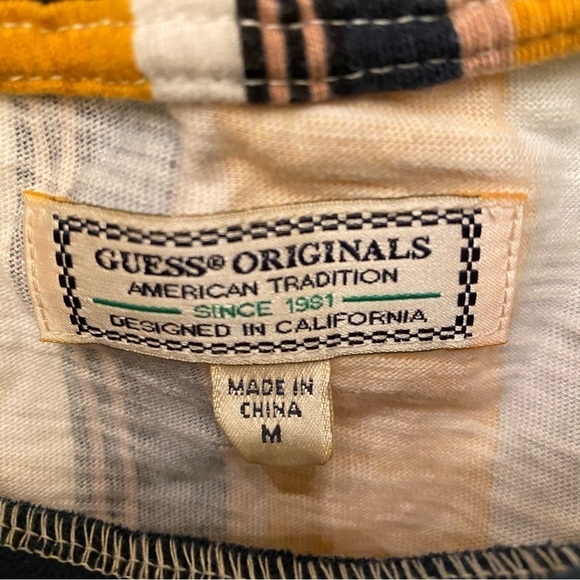 GUESS® ORIGINALS
AMERICAN TRADITION
SINCE 1981
DESIGNED IN CALIFORNIA
MADE IN
CHINA
M